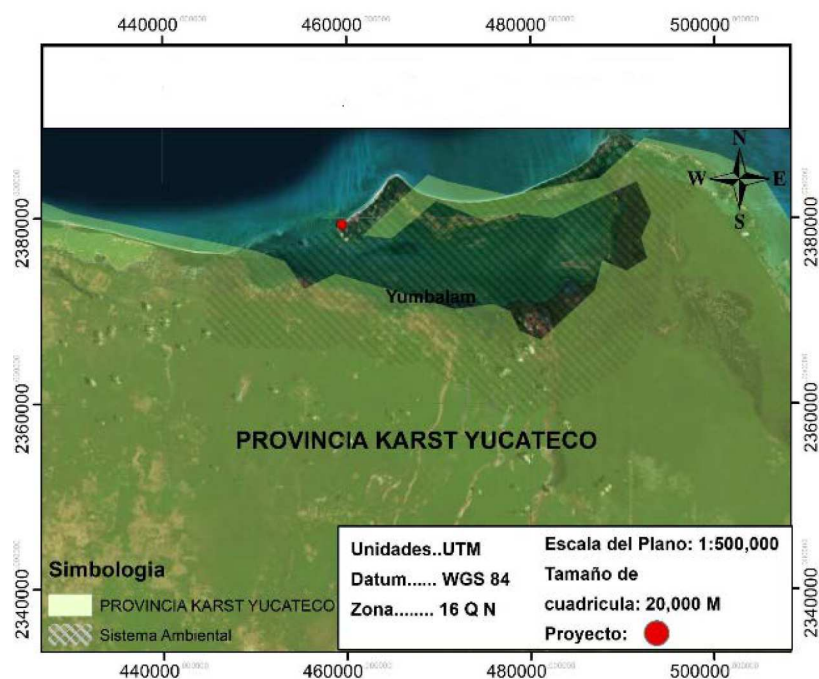 440000 460000 480000 500000
N
W E
S
2380000 2380000
Yumbalam
2360000 2360000
PROVINCIA KARST YUCATECO
Unidades..UTM
Datum...... WGS 84
Zona........ 16 Q N
Escala del Plano: 1:500,000
Tamaño de
cuadricula: 20,000 M
Proyecto:
Simbologia
PROVINCIA KARST YUCATECO
Sistema Ambiental
2340000 2340000
440000 460000 480000 500000